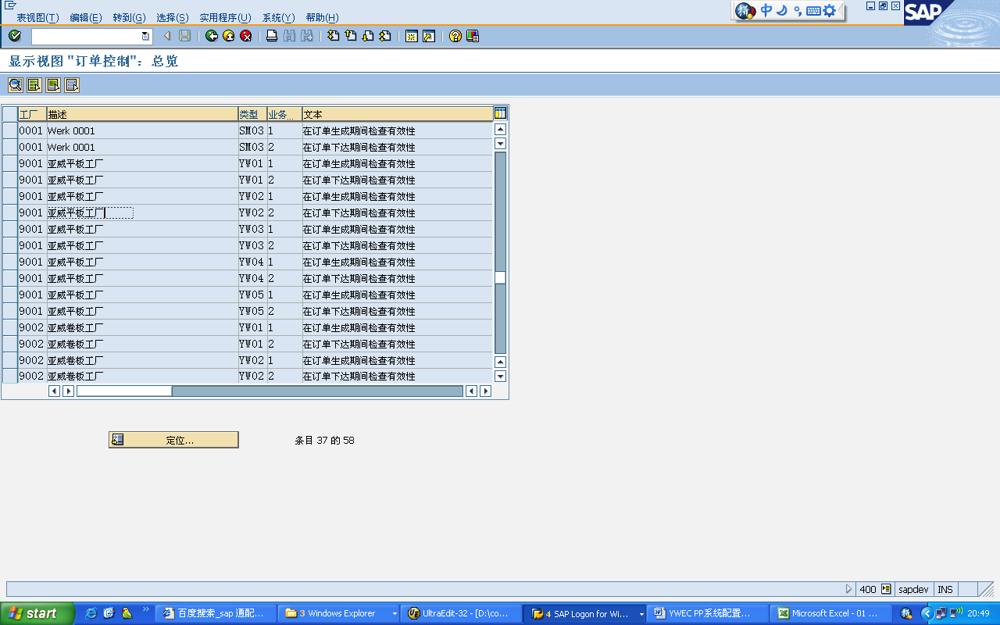 表视图(T) 编辑(E) 转到(G) 选择(S) 实用程序(U) 系统(Y) 帮助(H)
中
SAP
显示视图 "订单控制": 总览
工厂 描述 类型 业务... 文本
0001 Werk 0001 SM03 1 在订单生成期间检查有效性
0001 Werk 0001 SM03 2 在订单下达期间检查有效性
9001 亚威平板工厂 YW01 1 在订单生成期间检查有效性
9001 亚威平板工厂 YW01 2 在订单下达期间检查有效性
9001 亚威平板工厂 YW02 1 在订单生成期间检查有效性
9001 亚威平板工厂 YW02 2 在订单下达期间检查有效性
9001 亚威平板工厂 YW03 1 在订单生成期间检查有效性
9001 亚威平板工厂 YW03 2 在订单下达期间检查有效性
9001 亚威平板工厂 YW04 1 在订单生成期间检查有效性
9001 亚威平板工厂 YW04 2 在订单下达期间检查有效性
9001 亚威平板工厂 YW05 1 在订单生成期间检查有效性
9001 亚威平板工厂 YW05 2 在订单下达期间检查有效性
9002 亚威卷板工厂 YW01 1 在订单生成期间检查有效性
9002 亚威卷板工厂 YW01 2 在订单下达期间检查有效性
9002 亚威卷板工厂 YW02 1 在订单生成期间检查有效性
9002 亚威卷板工厂 YW02 2 在订单下达期间检查有效性
定位... 条目 37 的 58
400 sapdev INS
start 百度搜索_sap 通配... 3 Windows Explorer UltraEdit-32 - [D:\co... 4 SAP Logon for Wi... YWEC PP系统配置... Microsoft Excel - 01 ... 20:49